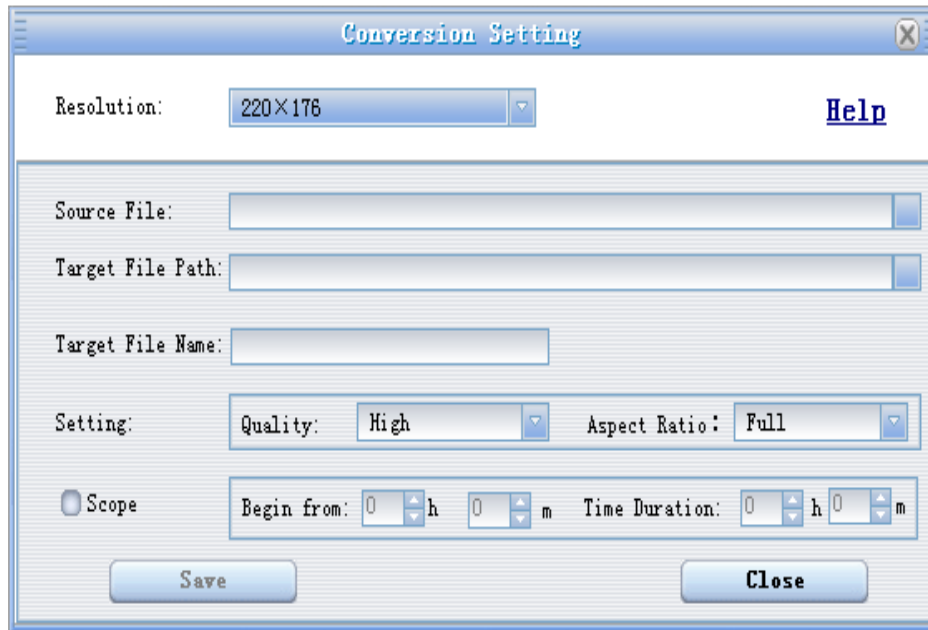 Conversion Setting
Resolution: 220×176 Help
Source File:
Target File Path:
Target File Name:
Setting: Quality: High Aspect Ratio: Full
Scope Begin from: 0 h 0 m Time Duration: 0 h 0 m
Save Close